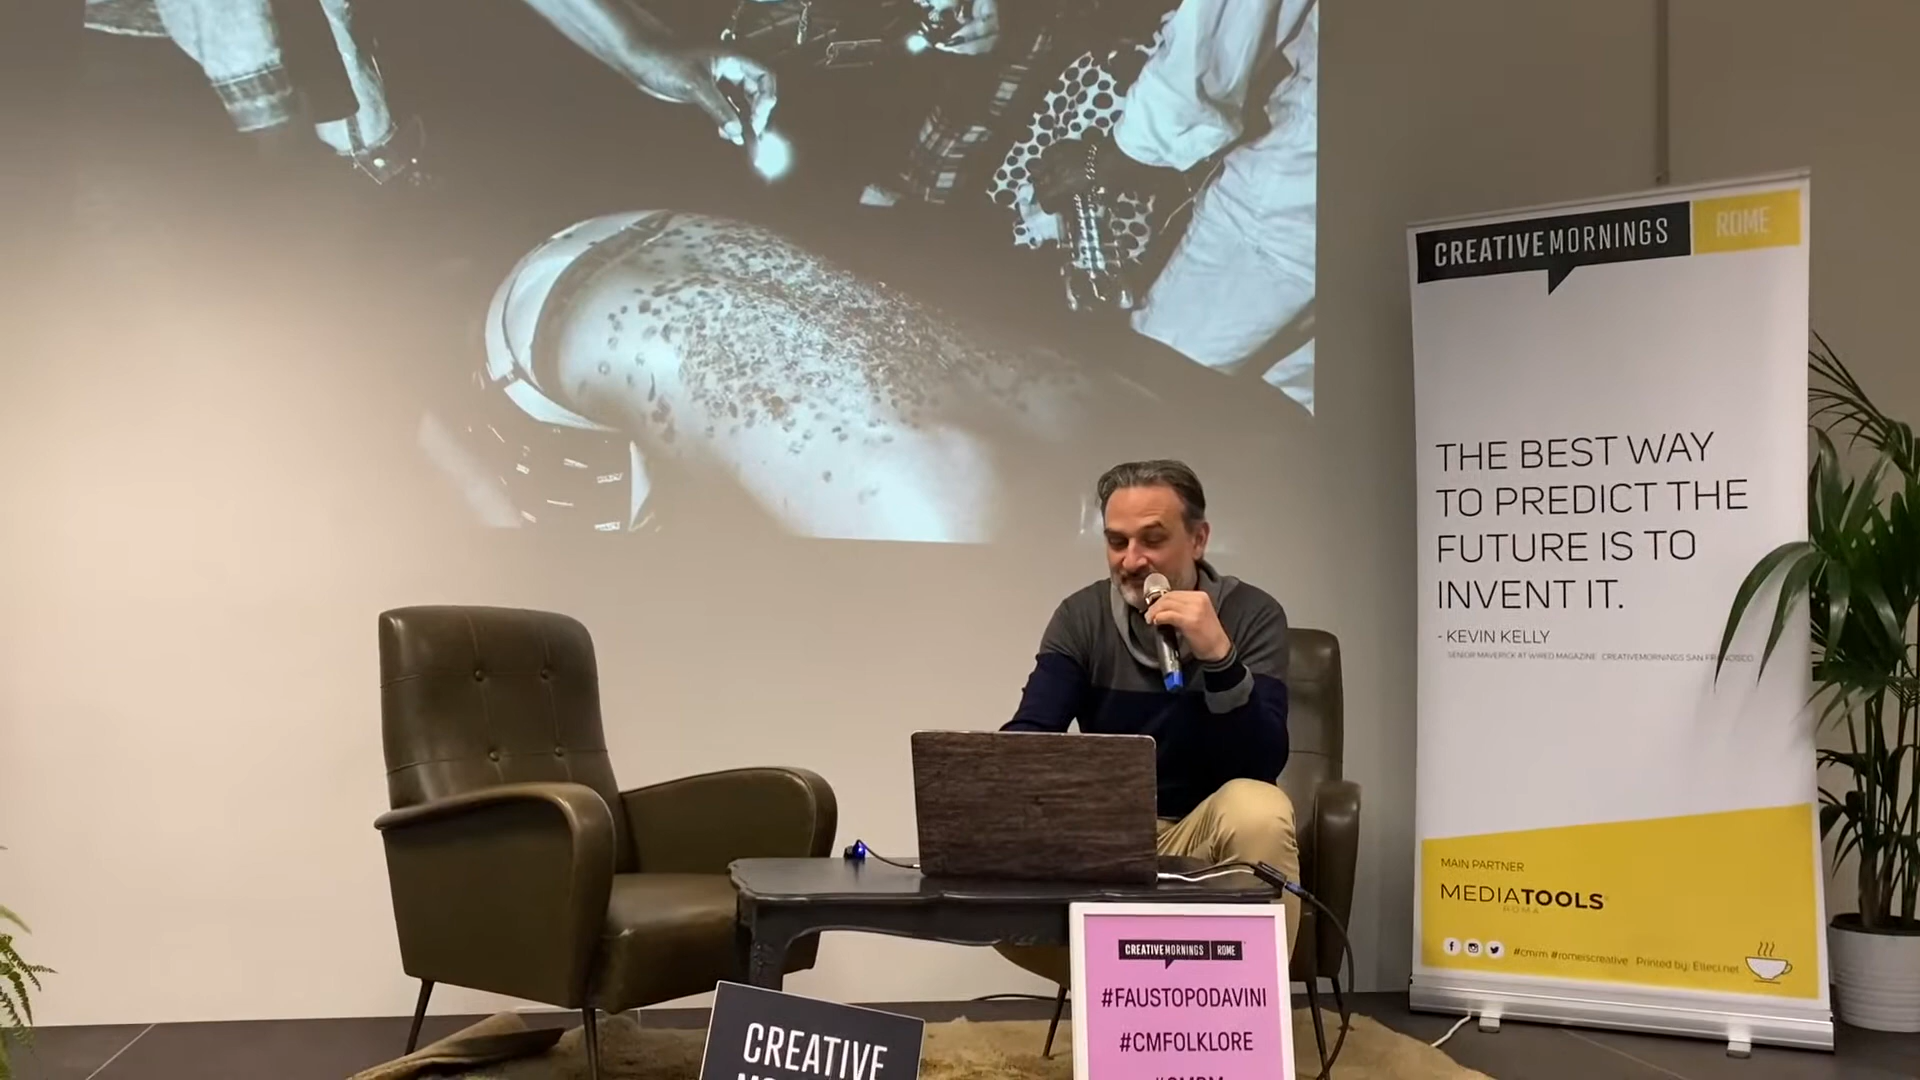 CREATIVEMORNINGS ROME
THE BEST WAY
TO PREDICT THE
FUTURE IS TO
INVENT IT.
- KEVIN KELLY
SENIOR MAVERICK AT WIRED MAGAZINE CREATIVEMORNINGS SAN FRANCISCO
MAIN PARTNER
MEDIATOOLS
ROMA
#cmrm #romeiscreative Printed by: Elleci.net
CREATIVEMORNINGS ROME
#FAUSTOPODAVINI
#CMFOLKLORE
#CMRM
CREATIVE